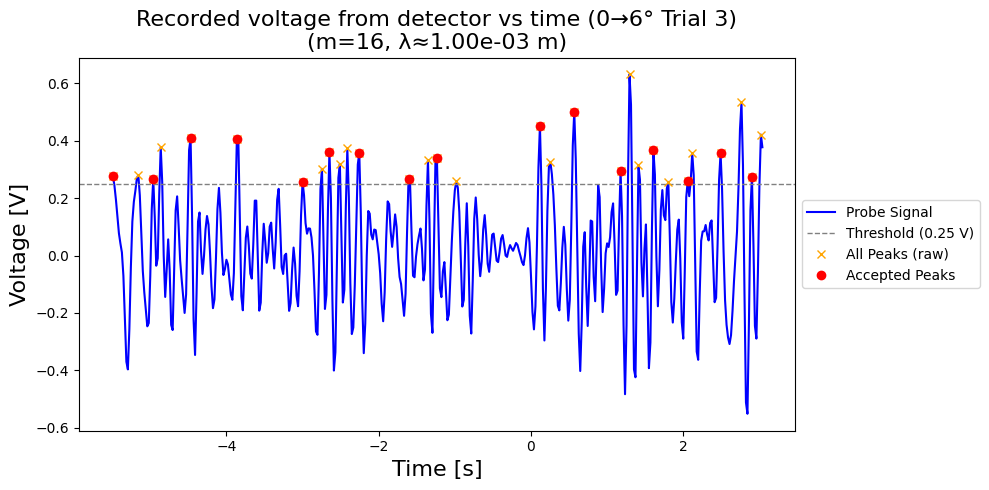 Recorded voltage from detector vs time (0→6° Trial 3)
(m=16, λ≈1.00e-03 m)
Voltage [V]
0.6
0.4
0.2
0.0
−0.2
−0.4
−0.6
−4
−2
0
2
Time [s]
Probe Signal
Threshold (0.25 V)
All Peaks (raw)
Accepted Peaks